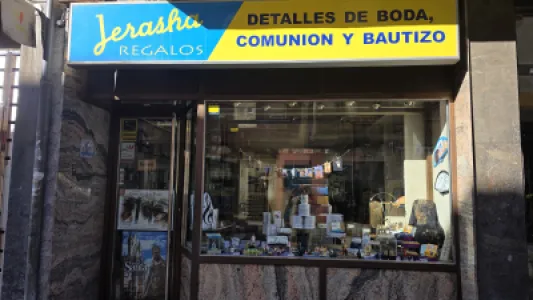 Jerasha
REGALOS
DETALLES DE BODA,
COMUNION Y BAUTIZO